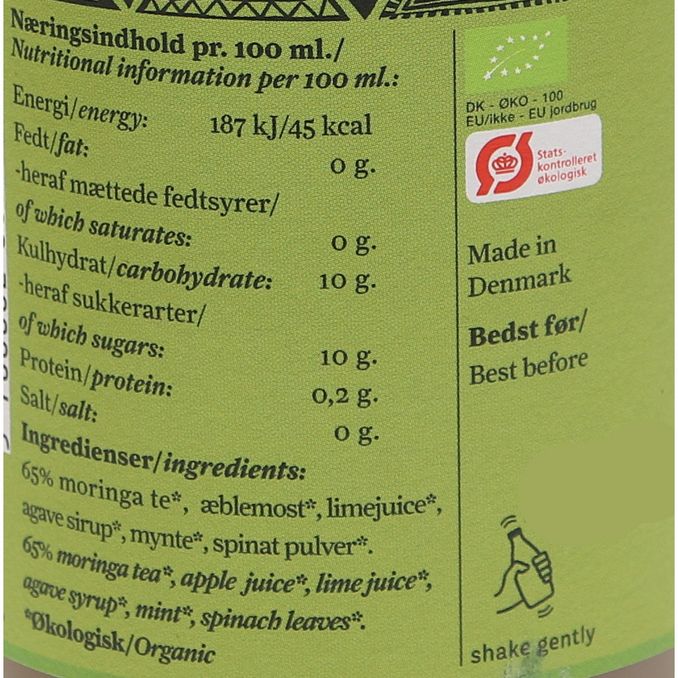 Næringsindhold pr. 100 ml./
Nutritional information per 100 ml.:
Energi/energy: 187 kJ/45 kcal
Fedt/fat: 0 g.
-heraf mættede fedtsyrer/
of which saturates: 0 g.
Kulhydrat/carbohydrate: 10 g.
-heraf sukkerarter/
of which sugars: 10 g.
Protein/protein: 0,2 g.
Salt/salt: 0 g.
Ingredienser/ingredients:
65% moringa te*, æblemost*, limejuice*,
agave sirup*, mynte*, spinat pulver*.
65% moringa tea*, apple juice*, lime juice*,
agave syrup*, mint*, spinach leaves*.
*Økologisk/Organic
DK - ØKO - 100
EU/ikke - EU jordbrug
Stats-
kontrolleret
økologisk
Made in
Denmark
Bedst før/
Best before
shake gently